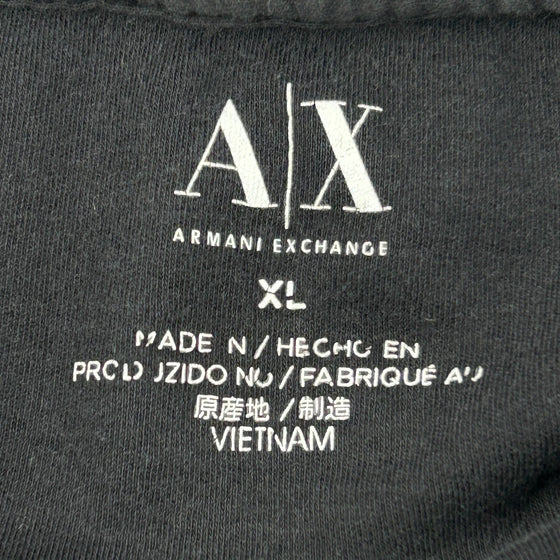 A|X
ARMANI EXCHANGE
XL
MADE IN / HECHO EN
PRODUZIDO NO / FABRIQUÉ AU
原産地 / 制造
VIETNAM